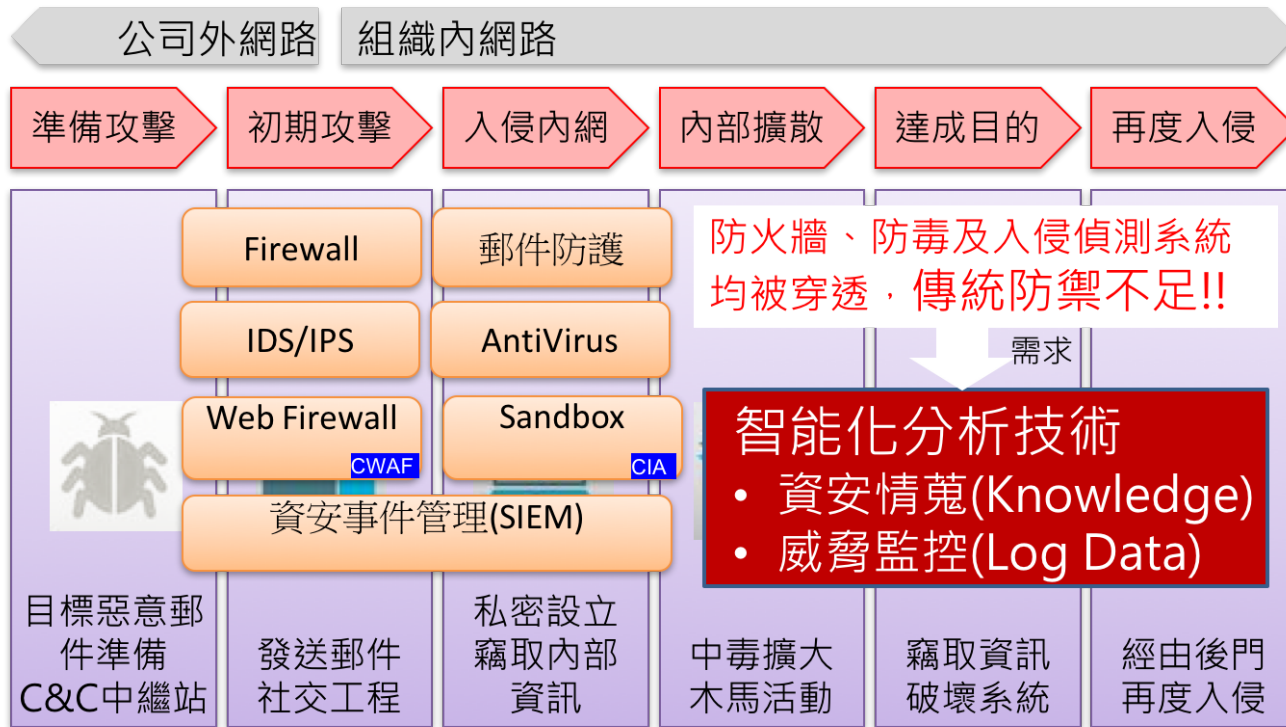 公司外網路
組織內網路
準備攻擊
初期攻擊
入侵內網
內部擴散
達成目的
再度入侵
Firewall
郵件防護
IDS/IPS
AntiVirus
Web Firewall
CWAF
Sandbox
CIA
資安事件管理(SIEM)
防火牆、防毒及入侵偵測系統
均被穿透，傳統防禦不足!!
需求
智能化分析技術
• 資安情蒐(Knowledge)
• 威脅監控(Log Data)
目標惡意郵
件準備
C&C中繼站
發送郵件
社交工程
私密設立
竊取內部
資訊
中毒擴大
木馬活動
竊取資訊
破壞系統
經由後門
再度入侵